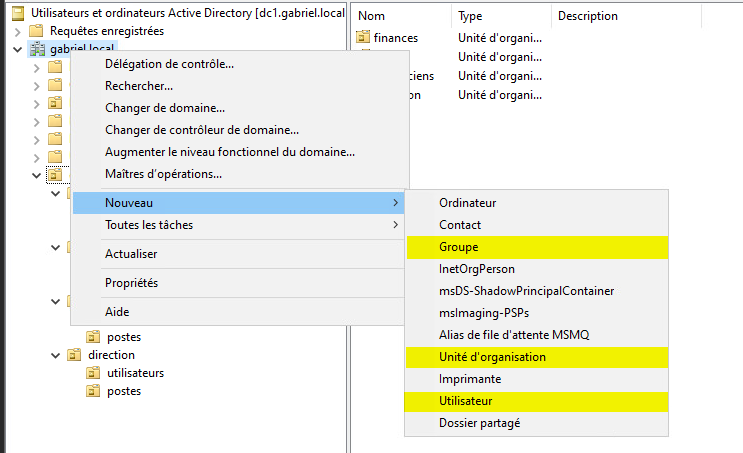 Utilisateurs et ordinateurs Active Directory [dc1.gabriel.local]
Requêtes enregistrées
gabriel.local
Nom Type Description
finances Unité d'organi...
Unité d'organi...
ciens Unité d'organi...
on Unité d'organi...
Délégation de contrôle...
Rechercher...
Changer de domaine...
Changer de contrôleur de domaine...
Augmenter le niveau fonctionnel du domaine...
Maîtres d'opérations...
Nouveau
Toutes les tâches
Actualiser
Propriétés
Aide
Ordinateur
Contact
Groupe
InetOrgPerson
msDS-ShadowPrincipalContainer
msImaging-PSPs
Alias de file d'attente MSMQ
Unité d'organisation
Imprimante
Utilisateur
Dossier partagé
postes
direction
utilisateurs
postes